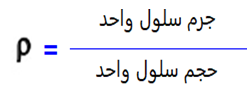 ρ = جرم سلول واحد
حجم سلول واحد